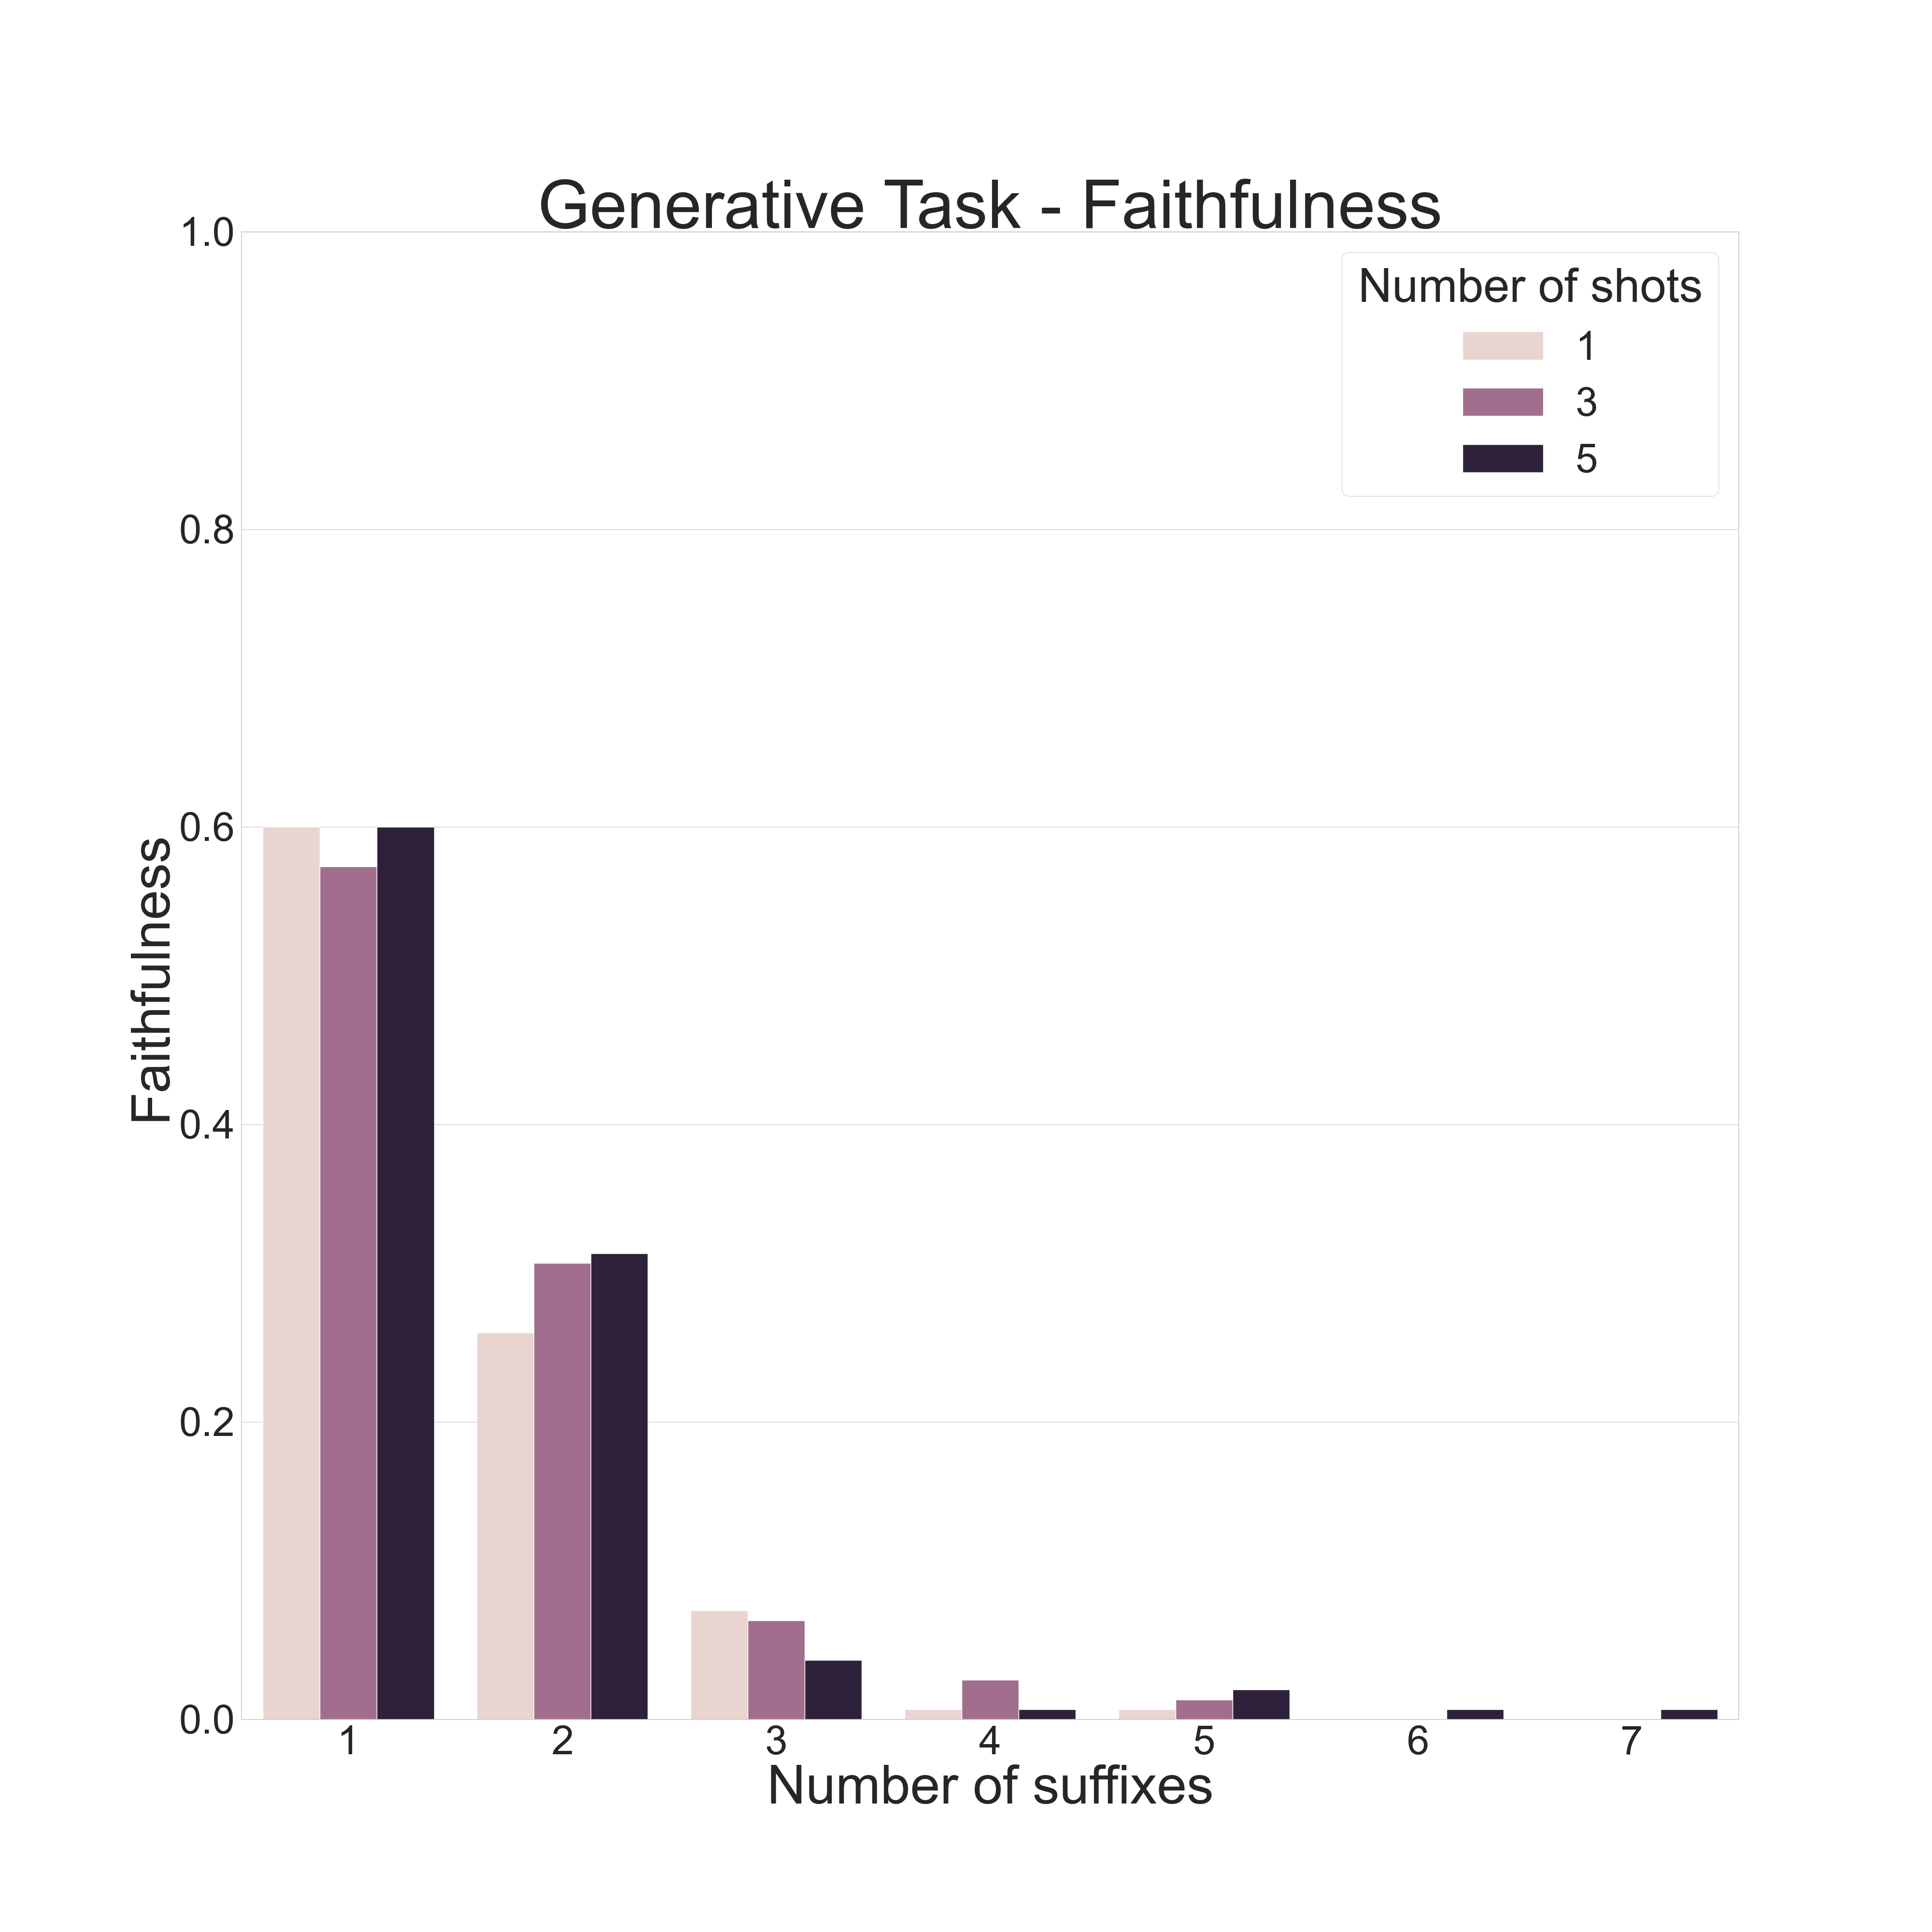 Generative Task - Faithfulness
Number of shots
1
3
5
1.0
0.8
0.6
0.4
0.2
0.0
Faithfulness
1 2 3 4 5 6 7
Number of suffixes